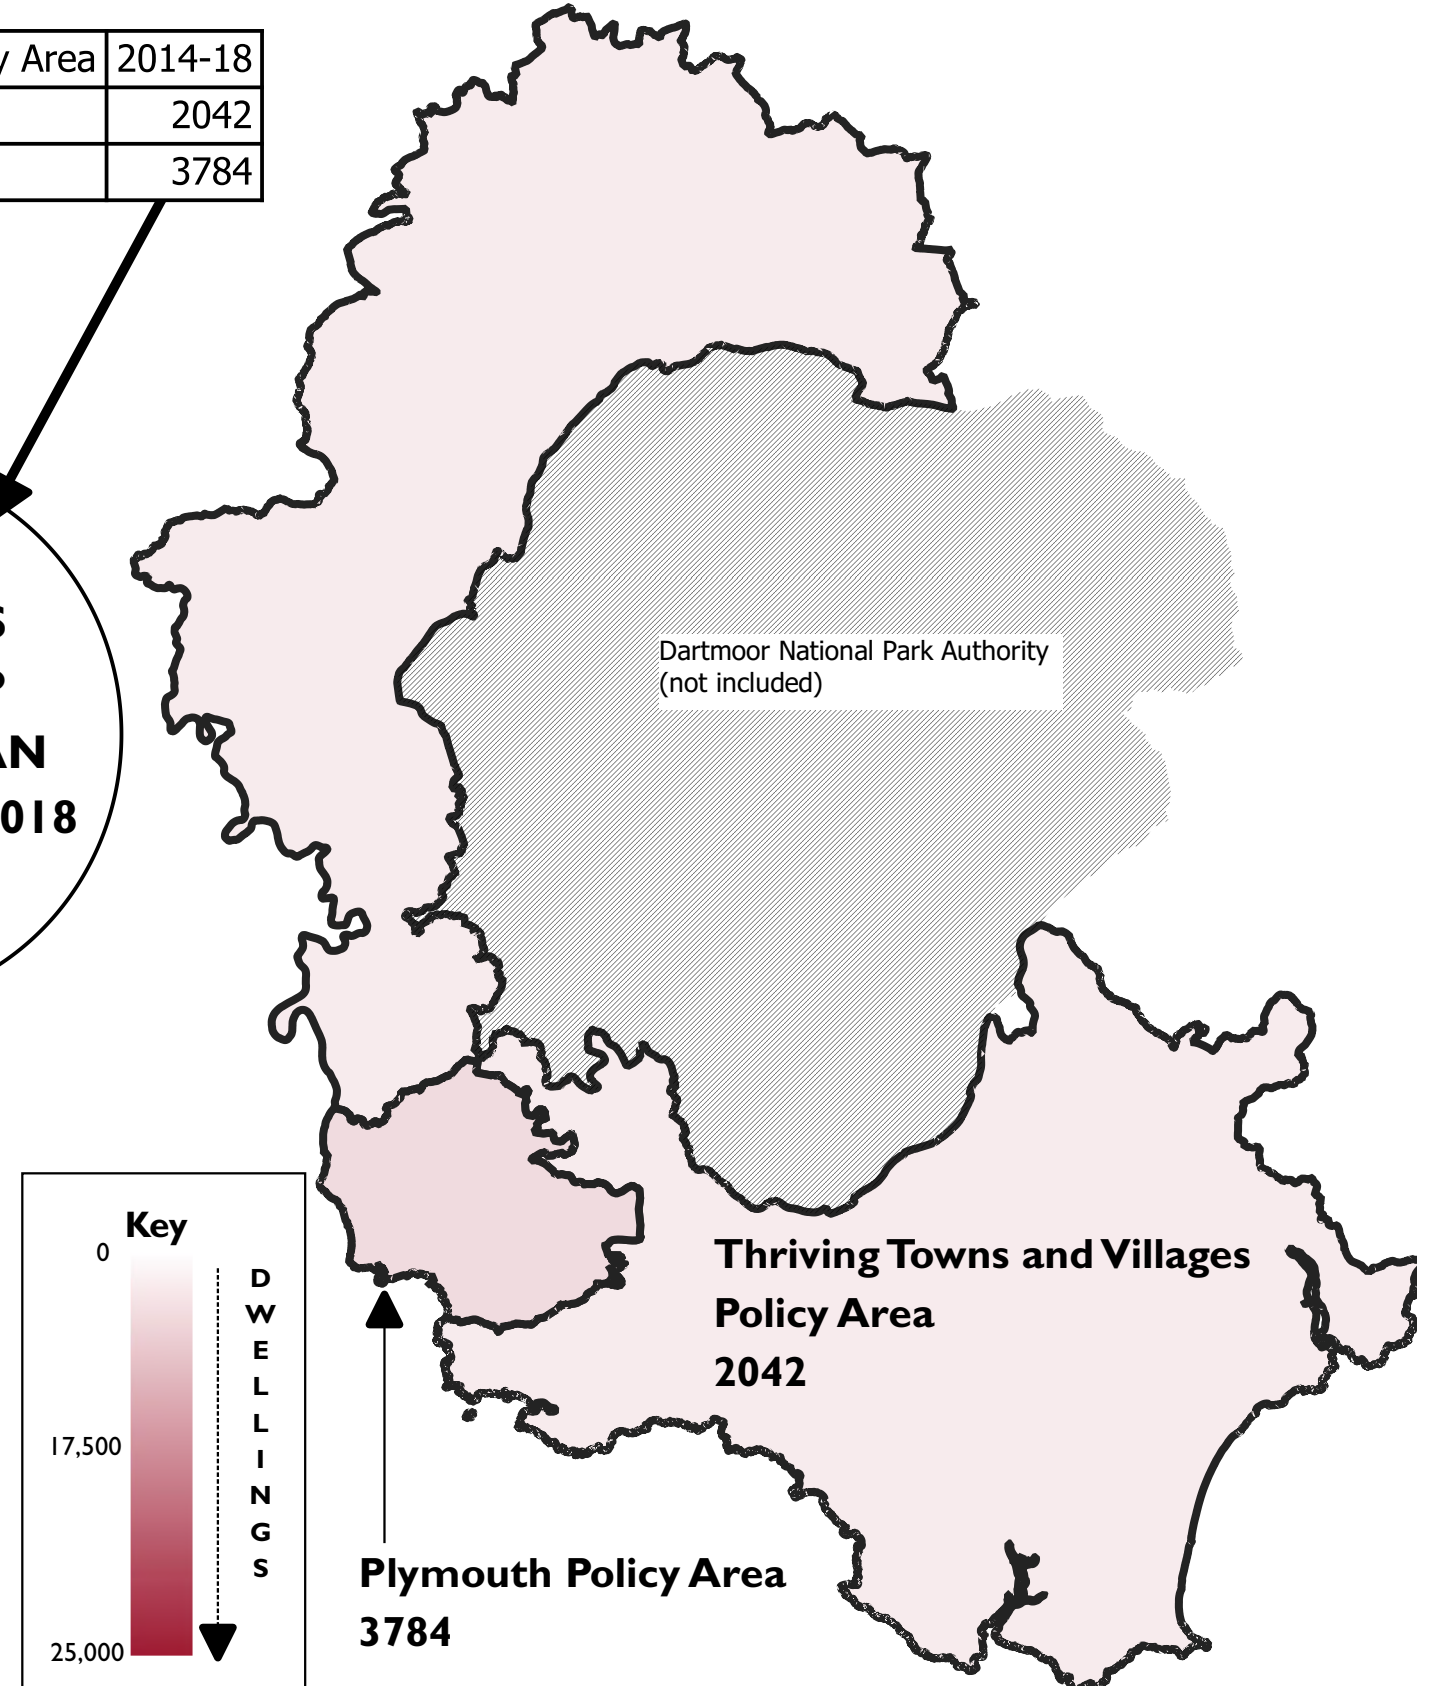 Area 2014-18
2042
3784
018
Dartmoor National Park Authority
(not included)
Thriving Towns and Villages
Policy Area
2042
Key
0
17,500
25,000
D
W
E
L
L
I
N
G
S
Plymouth Policy Area
3784